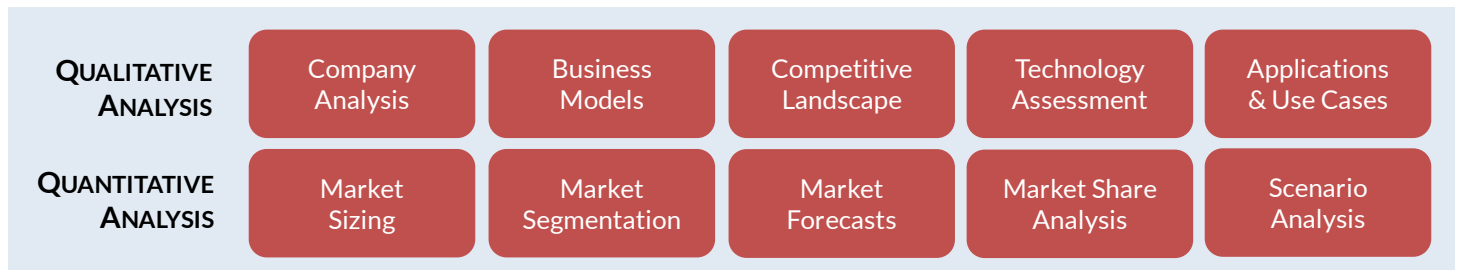 QUALITATIVE
ANALYSIS
Company
Analysis
Business
Models
Competitive
Landscape
Technology
Assessment
Applications
& Use Cases
QUANTITATIVE
ANALYSIS
Market
Sizing
Market
Segmentation
Market
Forecasts
Market Share
Analysis
Scenario
Analysis